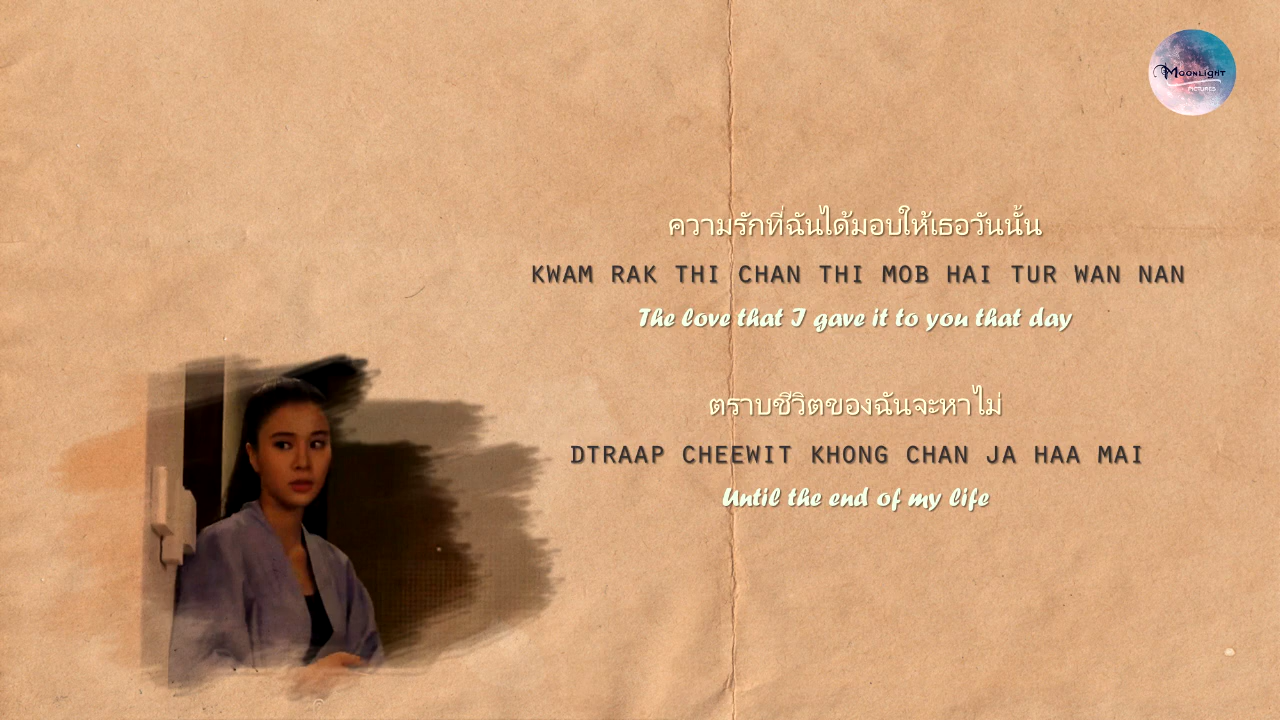 Moonlight
PICTURES
ความรักที่ฉันได้มอบให้เธอวันนั้น
KWAM RAK THI CHAN THI MOB HAI TUR WAN NAN
The love that I gave it to you that day
ตราบชีวิตของฉันจะหาไม่
DTRAAP CHEEWIT KHONG CHAN JA HAA MAI
Until the end of my life